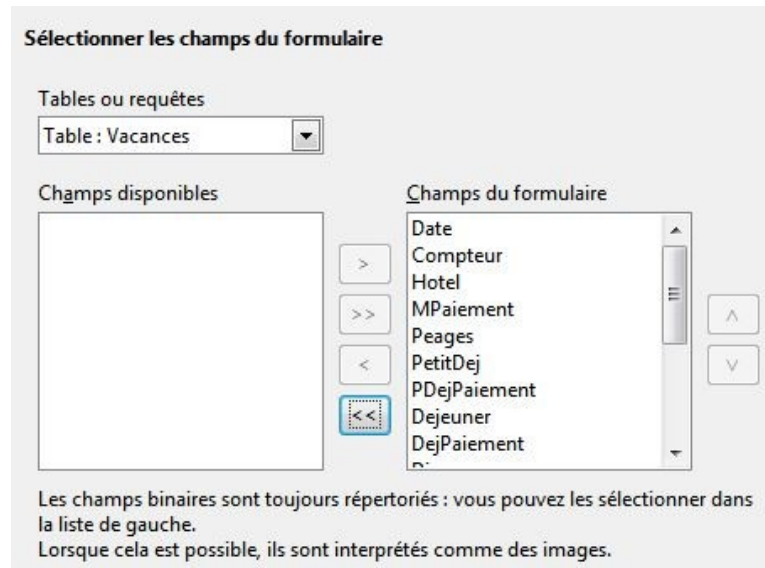 Sélectionner les champs du formulaire
Tables ou requêtes
Table : Vacances
Champs disponibles
Champs du formulaire
Date
Compteur
Hotel
MPaiement
Peages
PetitDej
PDejPaiement
Dejeuner
DejPaiement
>
>>
<
<<
Les champs binaires sont toujours répertoriés : vous pouvez les sélectionner dans
la liste de gauche.
Lorsque cela est possible, ils sont interprétés comme des images.